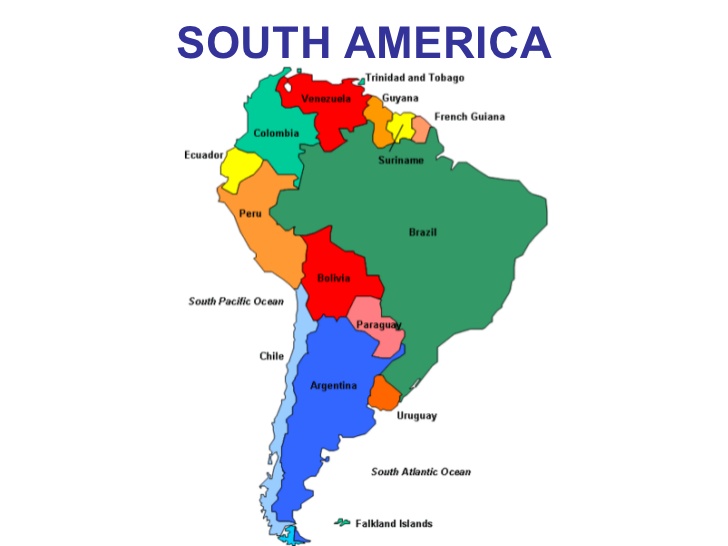 SOUTH AMERICA
Trinidad and Tobago
Venezuela
Guyana
French Guiana
Colombia
Ecuador
Suriname
Peru
Brazil
Bolivia
South Pacific Ocean
Paraguay
Chile
Argentina
Uruguay
South Atlantic Ocean
Falkland Islands